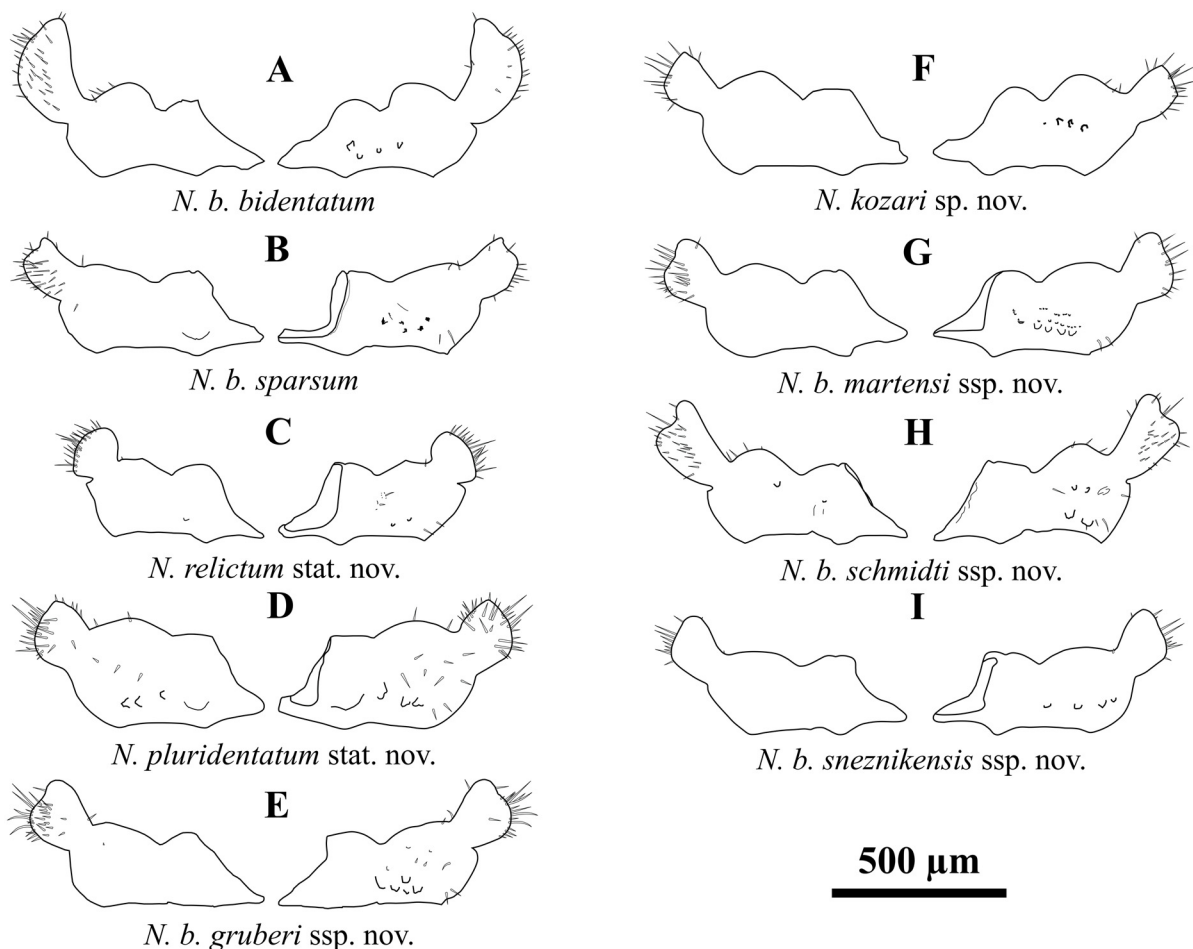 A
N. b. bidentatum
B
N. b. sparsum
C
N. relictum stat. nov.
D
N. pluridentatum stat. nov.
E
N. b. gruberi ssp. nov.
F
N. kozari sp. nov.
G
N. b. martensi ssp. nov.
H
N. b. schmidti ssp. nov.
I
N. b. sneznikensis ssp. nov.
500 µm